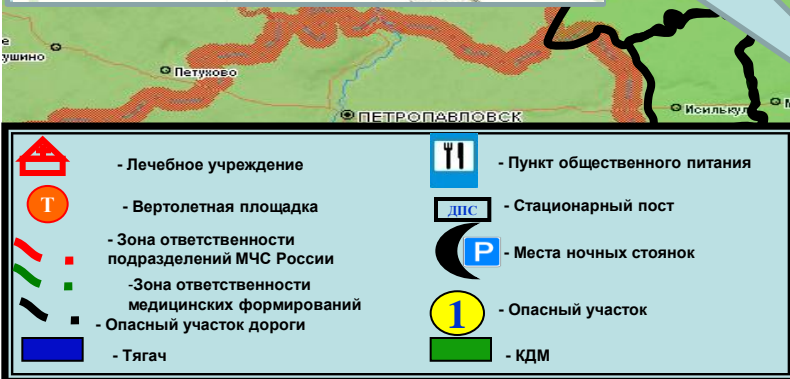 е
ушино
Петухово
ПЕТРОПАВЛОВСК
Исилькул
- Лечебное учреждение
Т
- Вертолетная площадка
- Зона ответственности
подразделений МЧС России
-Зона ответственности
медицинских формирований
- Опасный участок дороги
- Тягач
- Пункт общественного питания
ДПС
- Стационарный пост
P
- Места ночных стоянок
1
- Опасный участок
- КДМ